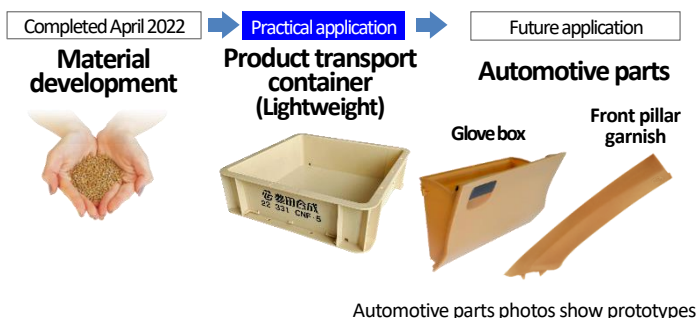 Completed April 2022
Practical application
Future application
Material
development
Product transport
container
(Lightweight)
Automotive parts
Glove box
Front pillar
garnish
豊田合成
22 331 CNF-5
Automotive parts photos show prototypes